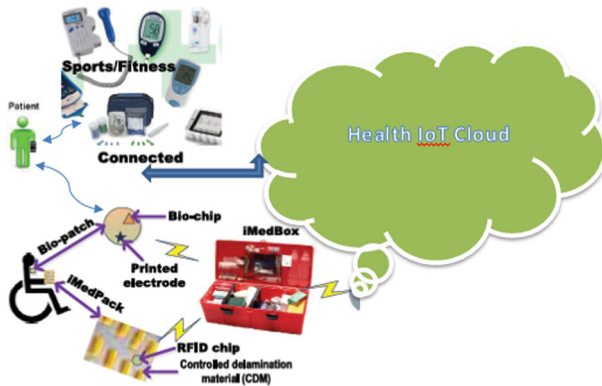 Sports/Fitness
Patient
Health IoT Cloud
Connected
Bio-chip
iMedBox
Bio-patch
Printed
electrode
iMedPack
RFID chip
Controlled delamination
material (CDM)